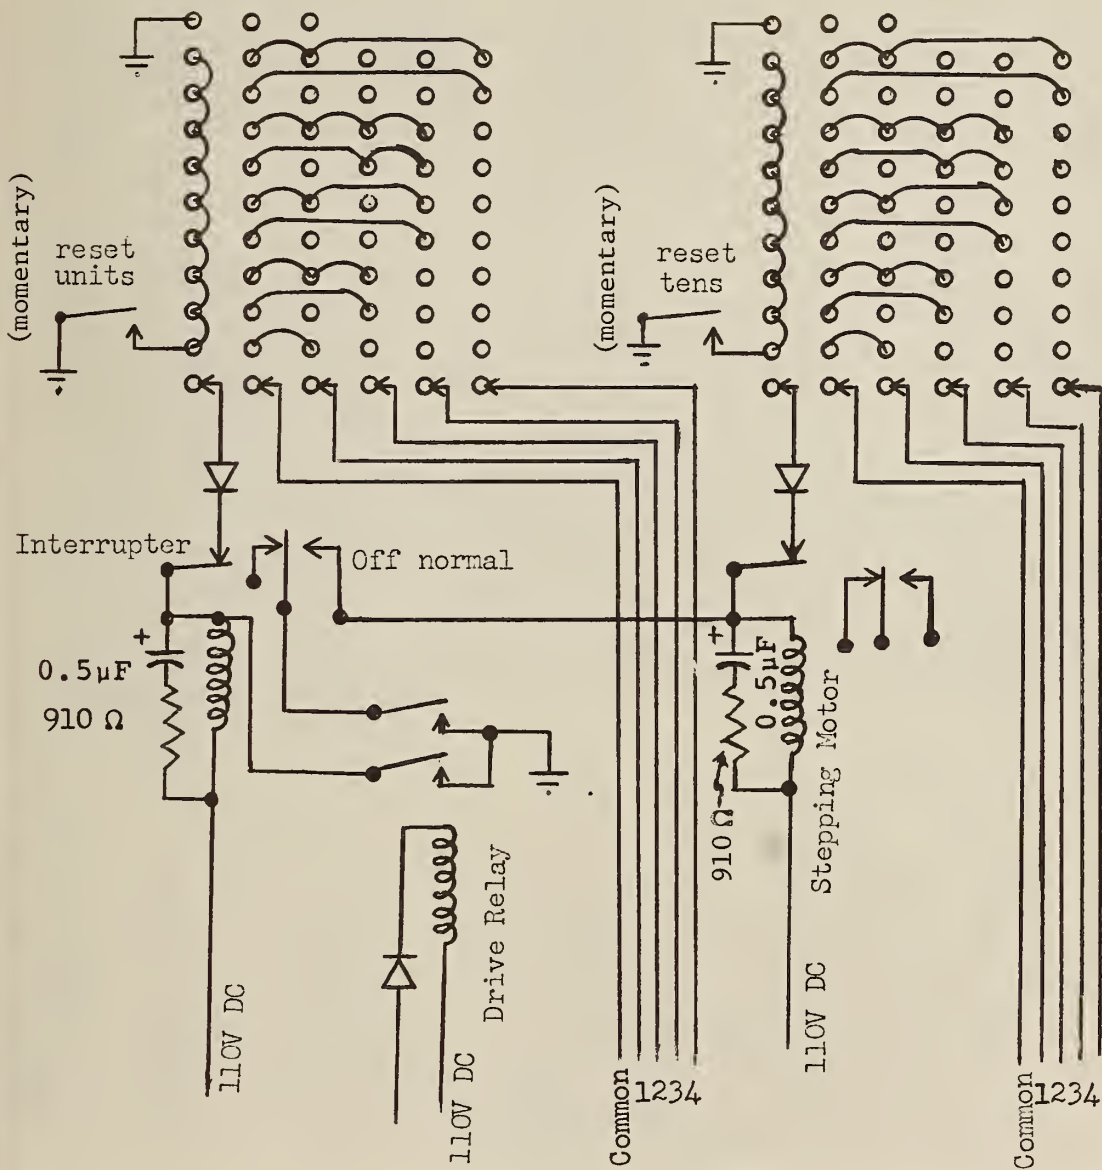 (momentary)
reset
units
(momentary)
reset
tens
Interrupter
Off normal
+
0.5µF
910 Ω
+
0.5µF
910 Ω
Stepping Motor
Drive Relay
110V DC
110V DC
110V DC
Common
1234
Common
1234